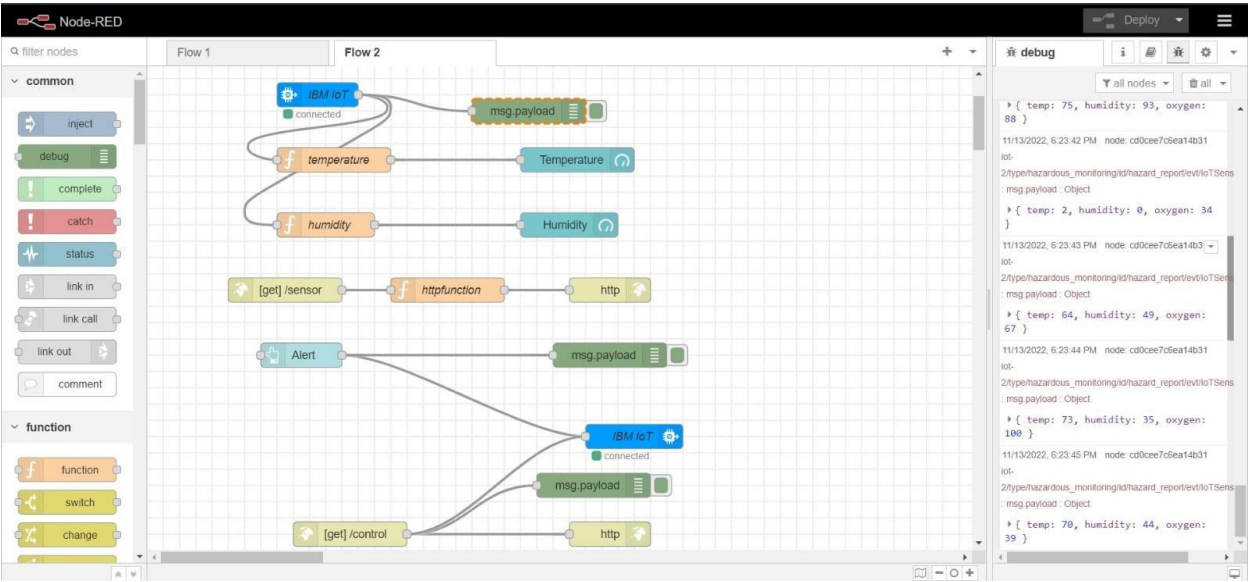 Node-RED
Deploy
filter nodes
Flow 1
Flow 2
debug
i
all nodes
all
common
inject
debug
complete
catch
status
link in
link call
link out
comment
function
function
switch
change
IBM IoT
connected
msg.payload
temperature
Temperature
humidity
Humidity
[get] /sensor
httpfunction
http
Alert
msg.payload
IBM IoT
connected
msg.payload
[get] /control
http
{ temp: 75, humidity: 93, oxygen:
88 }
11/13/2022, 6:23:42 PM node: cd0cee7c6ea14b31
iot-
2/type/hazardous_monitoring/id/hazard_report/evt/IoTSens
: msg.payload : Object
{ temp: 2, humidity: 0, oxygen: 34
}
11/13/2022, 6:23:43 PM node: cd0cee7c6ea14b3
iot-
2/type/hazardous_monitoring/id/hazard_report/evt/IoTSens
: msg.payload : Object
{ temp: 64, humidity: 49, oxygen:
67 }
11/13/2022, 6:23:44 PM node: cd0cee7c6ea14b31
iot-
2/type/hazardous_monitoring/id/hazard_report/evt/IoTSens
: msg.payload : Object
{ temp: 73, humidity: 35, oxygen:
100 }
11/13/2022, 6:23:45 PM node: cd0cee7c6ea14b31
iot-
2/type/hazardous_monitoring/id/hazard_report/evt/IoTSens
: msg.payload : Object
{ temp: 70, humidity: 44, oxygen:
39 }